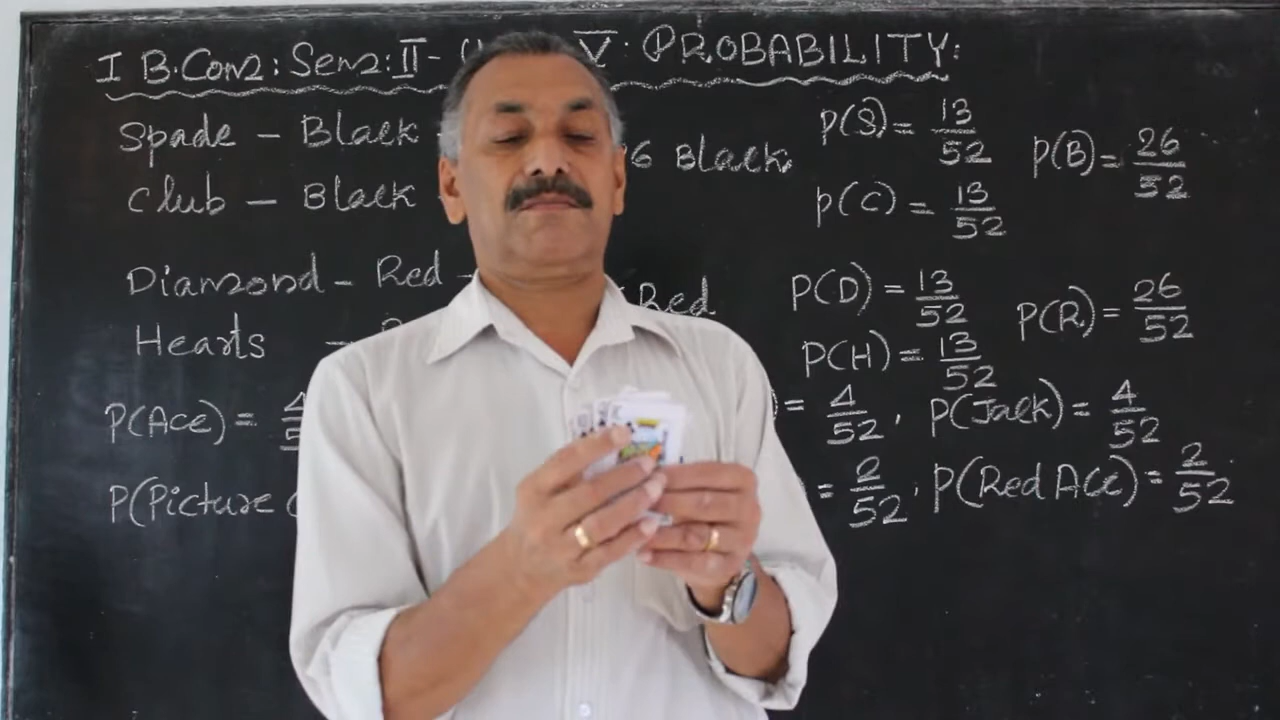 I B.Com: Sem: II - V. PROBABILITY:
Spade - Black
6 Black
Club - Black
P(S) = 13/52
P(B) = 26/52
P(C) = 13/52
Diamond - Red -
Red
Hearts -
P(D) = 13/52
P(R) = 26/52
P(H) = 13/52
P(Ace) = 4/5
) = 4/52, P(Jack) = 4/52
P(Picture
) = 2/52, P(Red Ace) = 2/52